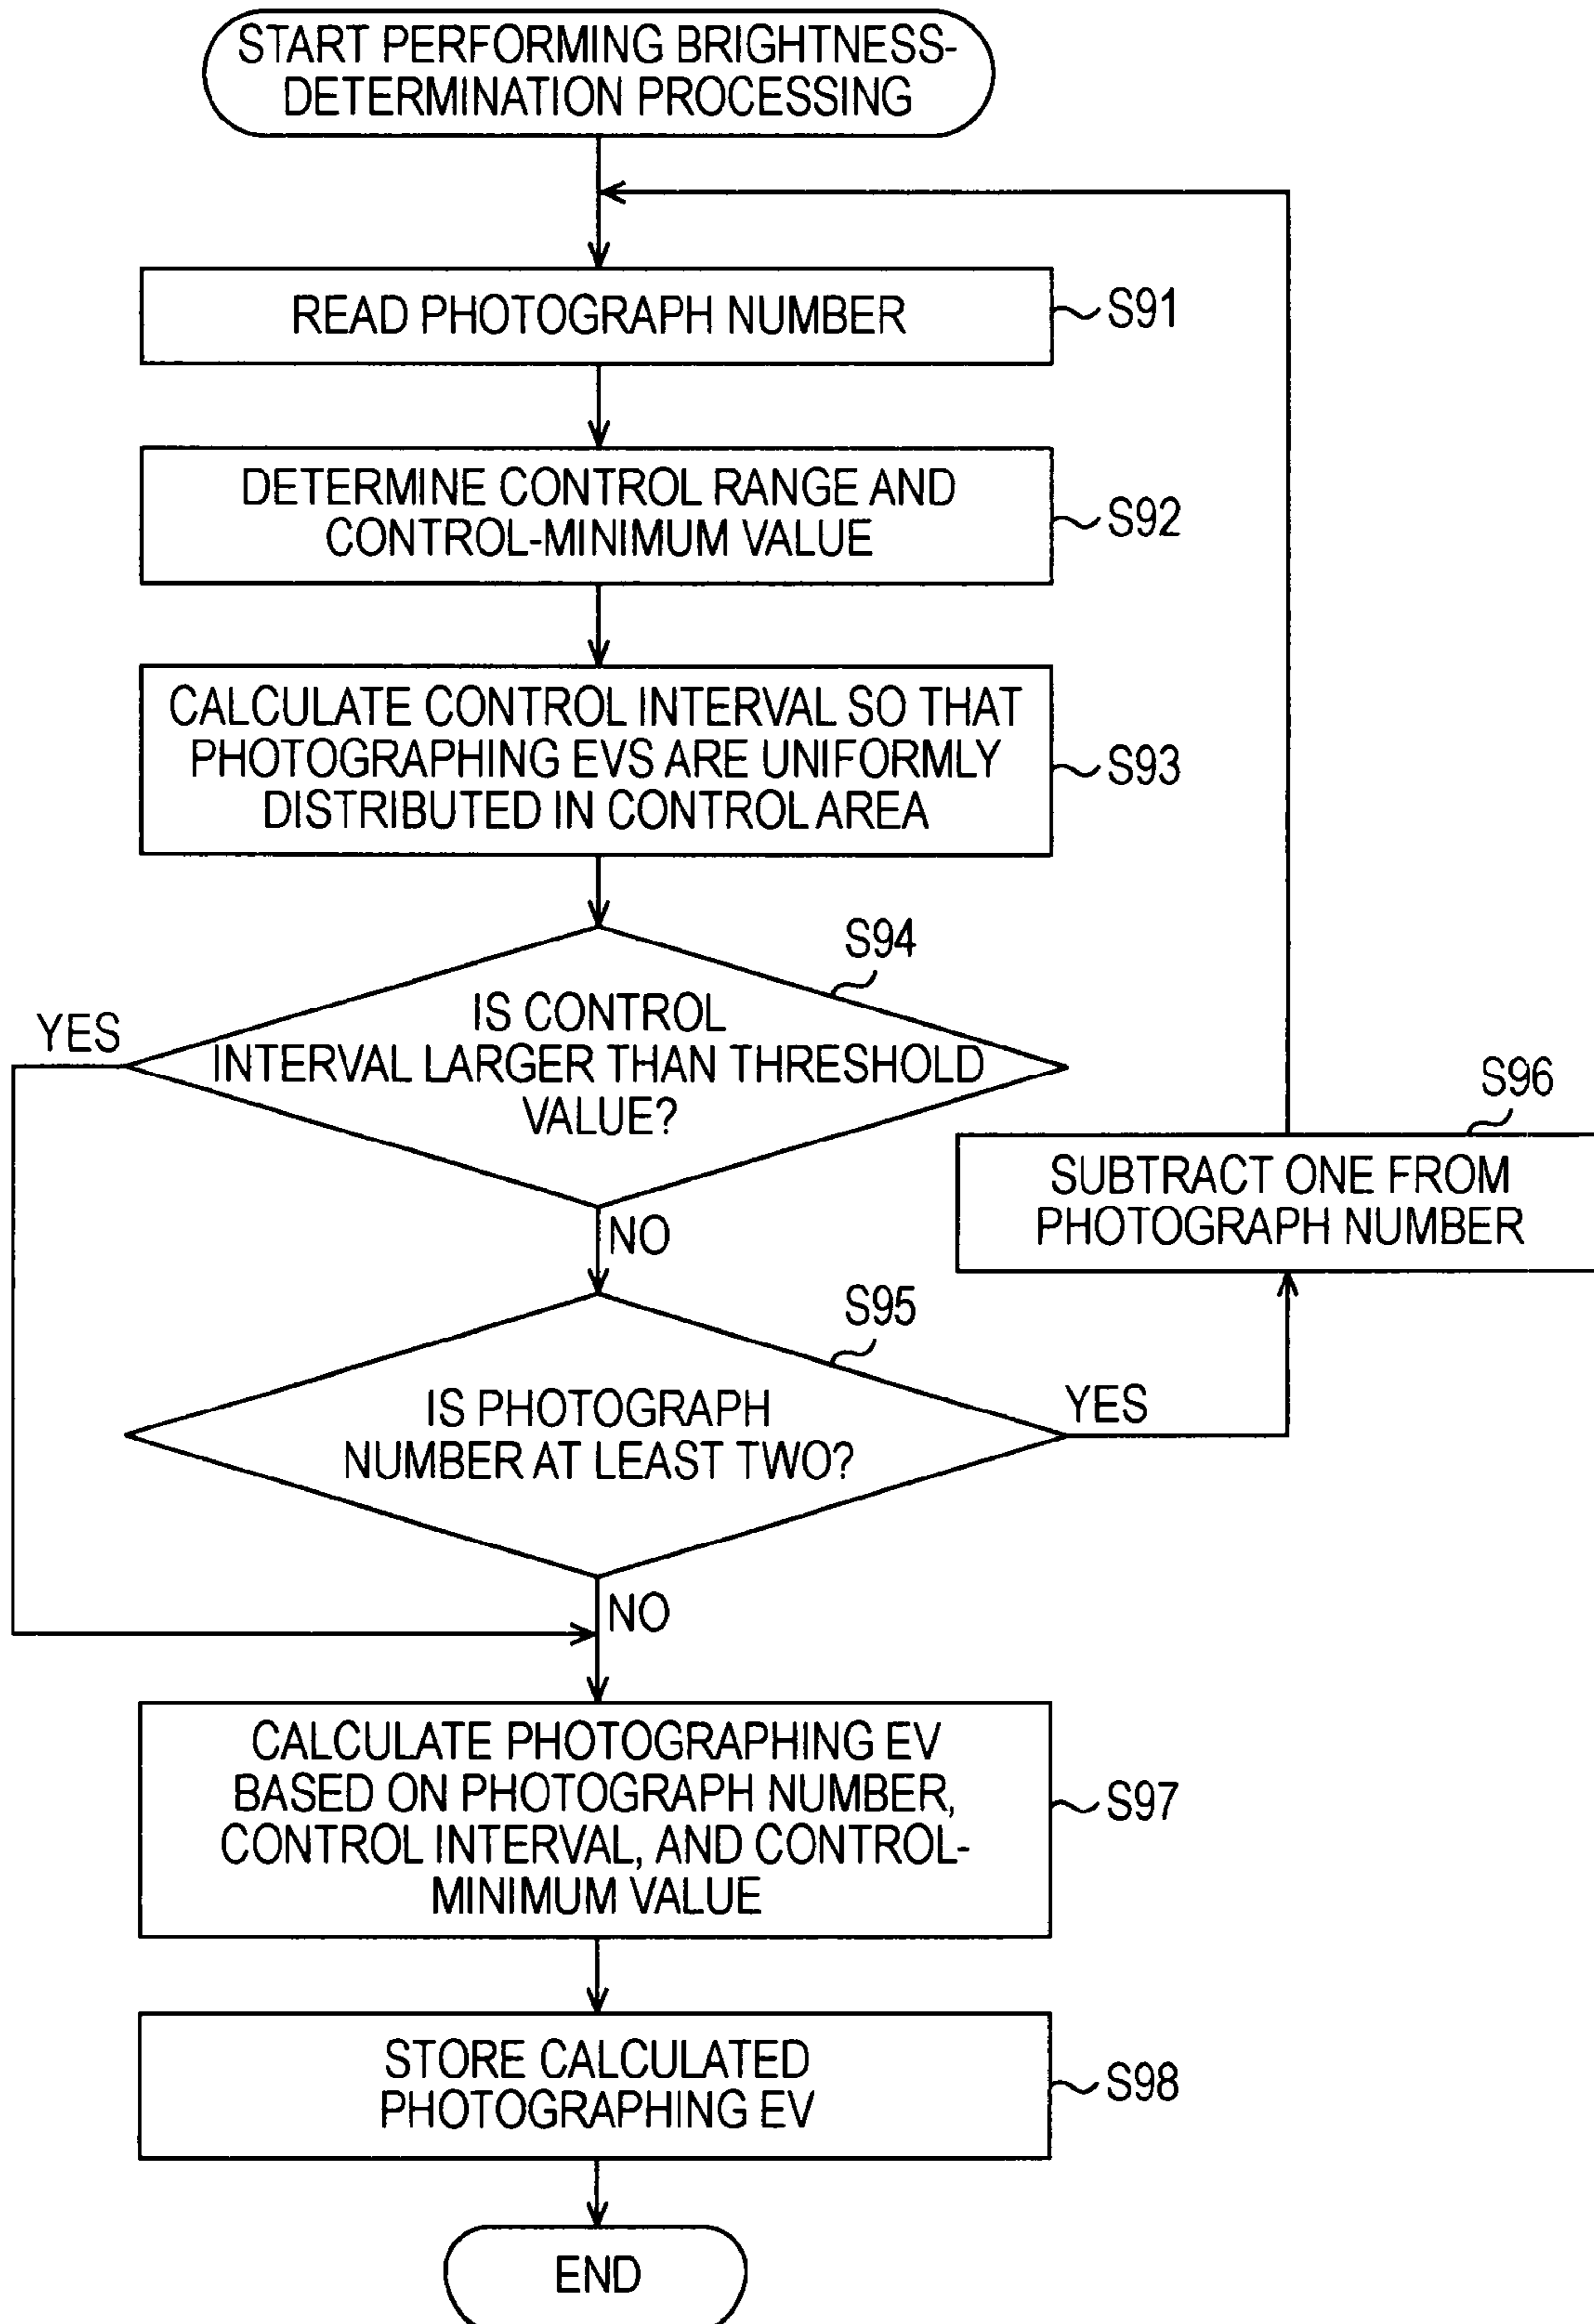 START PERFORMING BRIGHTNESS-
DETERMINATION PROCESSING
READ PHOTOGRAPH NUMBER
S91
DETERMINE CONTROL RANGE AND
CONTROL-MINIMUM VALUE
S92
CALCULATE CONTROL INTERVAL SO THAT
PHOTOGRAPHING EVS ARE UNIFORMLY
DISTRIBUTED IN CONTROL AREA
S93
S94
IS CONTROL
INTERVAL LARGER THAN THRESHOLD
VALUE?
YES
NO
S96
SUBTRACT ONE FROM
PHOTOGRAPH NUMBER
S95
IS PHOTOGRAPH
NUMBER AT LEAST TWO?
YES
NO
CALCULATE PHOTOGRAPHING EV
BASED ON PHOTOGRAPH NUMBER,
CONTROL INTERVAL, AND CONTROL-
MINIMUM VALUE
S97
STORE CALCULATED
PHOTOGRAPHING EV
S98
END